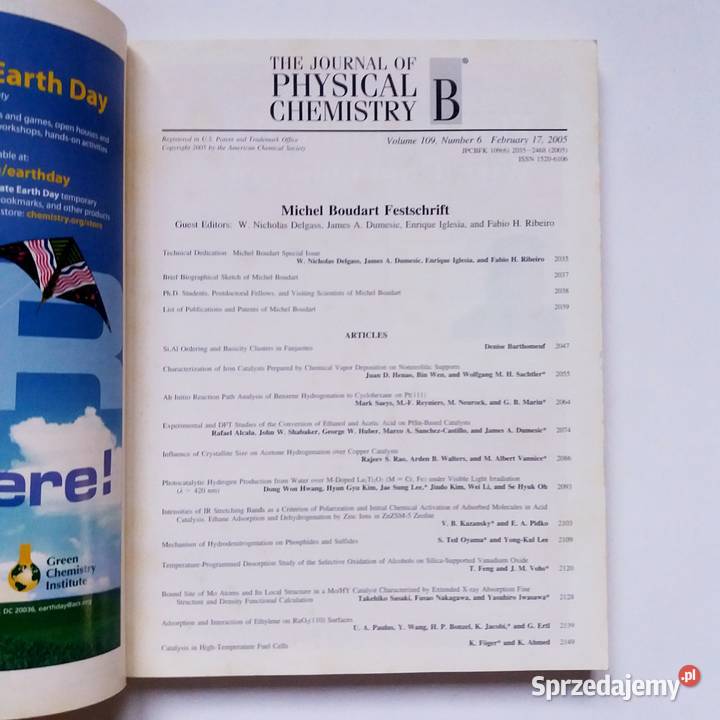 Earth Day
ety
s and games, open houses and
workshops, hands-on activities
able at:
/earthday
ate Earth Day temporary
bookmarks, and other products
store: chemistry.org/store
ere!
Green
Chemistry
Institute
DC 20036, earthday@acs.org
THE JOURNAL OF
PHYSICAL
CHEMISTRY B®
Registered in U.S. Patent and Trademark Office
Copyright 2005 by the American Chemical Society
Volume 109, Number 6 February 17, 2005
JPCBFK 109(6) 2035–2468 (2005)
ISSN 1520-6106
Michel Boudart Festschrift
Guest Editors: W. Nicholas Delgass, James A. Dumesic, Enrique Iglesia, and Fabio H. Ribeiro
Technical Dedication Michel Boudart Special Issue
W. Nicholas Delgass, James A. Dumesic, Enrique Iglesia, and Fabio H. Ribeiro 2035
Brief Biographical Sketch of Michel Boudart 2037
Ph.D. Students, Postdoctoral Fellows, and Visiting Scientists of Michel Boudart 2038
List of Publications and Patents of Michel Boudart 2039
ARTICLES
Si,Al Ordering and Basicity Clusters in Faujasites Denise Barthomeuf 2047
Characterization of Iron Catalysts Prepared by Chemical Vapor Deposition on Nonzeolitic Supports
Juan D. Henao, Bin Wen, and Wolfgang M. H. Sachtler* 2055
Ab Initio Reaction Path Analysis of Benzene Hydrogenation to Cyclohexane on Pt(111)
Mark Saeys, M.-F. Reyniers, M. Neurock, and G. B. Marin* 2064
Experimental and DFT Studies of the Conversion of Ethanol and Acetic Acid on PtSn-Based Catalysts
Rafael Alcala, John W. Shabaker, George W. Huber, Marco A. Sanchez-Castillo, and James A. Dumesic* 2074
Influence of Crystallite Size on Acetone Hydrogenation over Copper Catalysts
Rajeev S. Rao, Arden B. Walters, and M. Albert Vannice* 2086
Photocatalytic Hydrogen Production from Water over M-Doped La2Ti2O7 (M = Cr, Fe) under Visible Light Irradiation
(λ > 420 nm) Dong Won Hwang, Hyun Gyu Kim, Jae Sung Lee,* Jindo Kim, Wei Li, and Se Hyuk Oh 2093
Intensities of IR Stretching Bands as a Criterion of Polarization and Initial Chemical Activation of Adsorbed Molecules in Acid
Catalysis. Ethane Adsorption and Dehydrogenation by Zinc Ions in ZnZSM-5 Zeolite
V. B. Kazansky* and E. A. Pidko 2103
Mechanism of Hydrodenitrogenation on Phosphides and Sulfides S. Ted Oyama* and Yong-Kul Lee 2109
Temperature-Programmed Desorption Study of the Selective Oxidation of Alcohols on Silica-Supported Vanadium Oxide
T. Feng and J. M. Vohs* 2120
Bound Site of Mo Atoms and Its Local Structure in a Mo/HY Catalyst Characterized by Extended X-ray Absorption Fine
Structure and Density Functional Calculation Takehiko Sasaki, Fusao Nakagawa, and Yasuhiro Iwasawa* 2128
Adsorption and Interaction of Ethylene on RuO2(110) Surfaces
U. A. Paulus, Y. Wang, H. P. Bonzel, K. Jacobi,* and G. Ertl 2139
Catalysis in High-Temperature Fuel Cells K. Föger* and K. Ahmed 2149
Sprzedajemy.pl